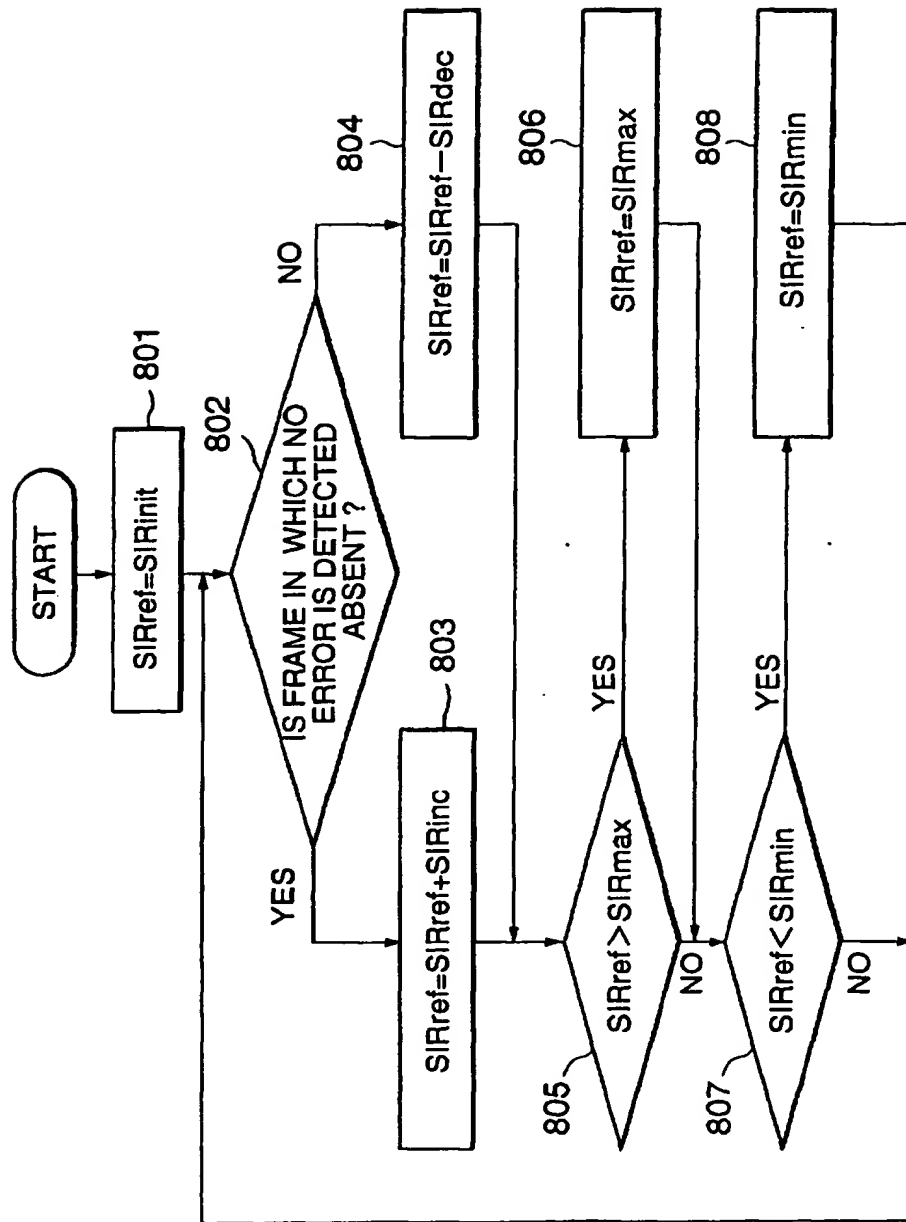 START
801
SIRref=SIRinit
802
IS FRAME IN WHICH NO
ERROR IS DETECTED
ABSENT ?
YES
NO
803
SIRref=SIRref+SIRinc
804
SIRref=SIRref−SIRdec
805
SIRref>SIRmax
YES
NO
806
SIRref=SIRmax
807
SIRref<SIRmin
YES
NO
808
SIRref=SIRmin